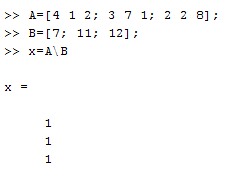 >> A=[4 1 2; 3 7 1; 2 2 8];
>> B=[7; 11; 12];
>> x=A\B
x =
1
1
1